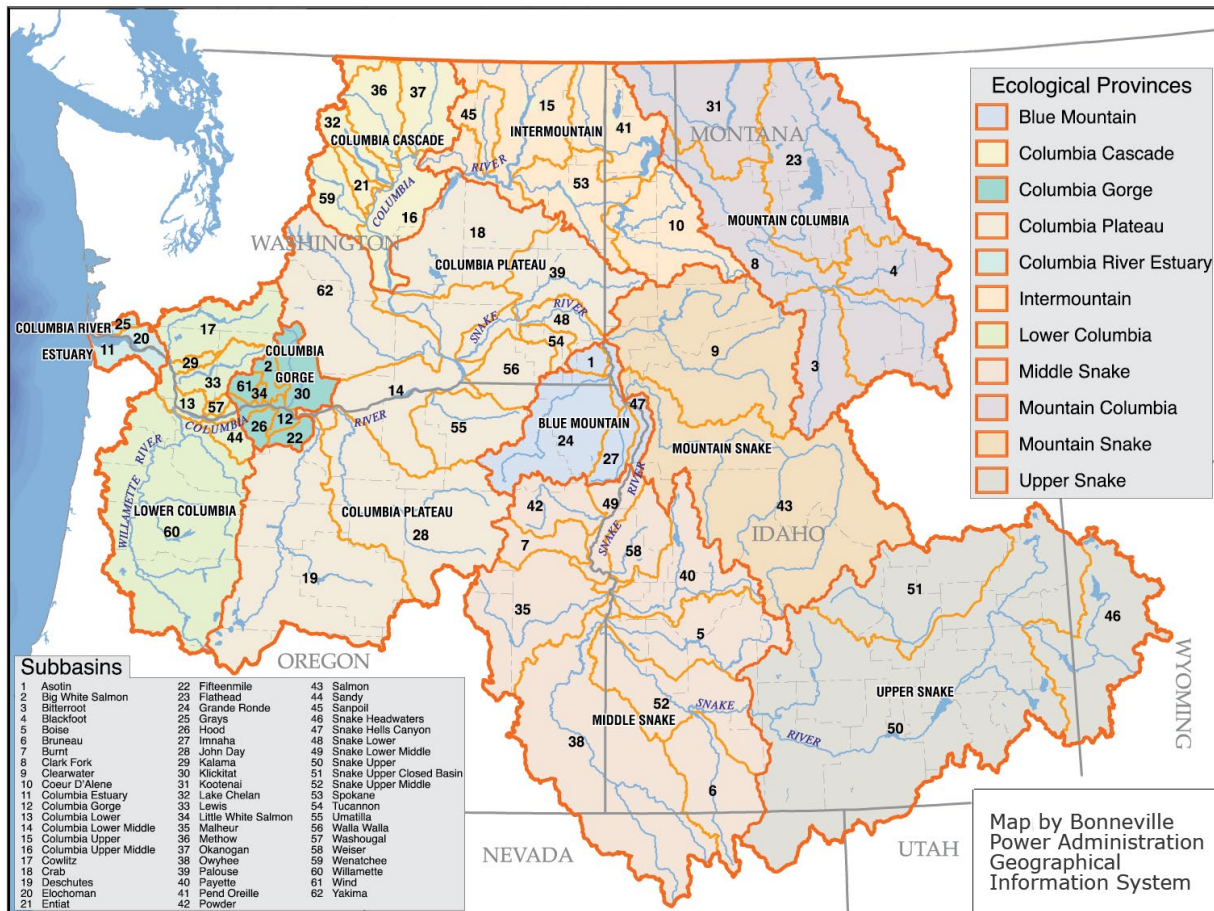 36
37
32
45
15
41
31
MONTANA
23
COLUMBIA CASCADE
INTERMOUNTAIN
RIVER
59
21
16
COLUMBIA
53
10
MOUNTAIN COLUMBIA
WASHINGTON
18
COLUMBIA PLATEAU
39
8
4
62
SNAKE
RIVER
48
54
9
3
COLUMBIA RIVER
ESTUARY
25
20
11
17
29
33
13
57
COLUMBIA
GORGE
2
61
34
30
14
56
1
47
COLUMBIA
RIVER
44
26
12
22
55
BLUE MOUNTAIN
24
27
MOUNTAIN SNAKE
RIVER
SNAKE
WILLAMETTE RIVER
LOWER COLUMBIA
60
COLUMBIA PLATEAU
28
19
42
49
7
58
40
43
IDAHO
35
5
51
46
OREGON
WYOMING
UPPER SNAKE
50
52
SNAKE
RIVER
MIDDLE SNAKE
38
6
NEVADA
UTAH
Ecological Provinces
Blue Mountain
Columbia Cascade
Columbia Gorge
Columbia Plateau
Columbia River Estuary
Intermountain
Lower Columbia
Middle Snake
Mountain Columbia
Mountain Snake
Upper Snake
Subbasins
1 Asotin
2 Big White Salmon
3 Bitterroot
4 Blackfoot
5 Boise
6 Bruneau
7 Burnt
8 Clark Fork
9 Clearwater
10 Coeur D'Alene
11 Columbia Estuary
12 Columbia Gorge
13 Columbia Lower
14 Columbia Lower Middle
15 Columbia Upper
16 Columbia Upper Middle
17 Cowlitz
18 Crab
19 Deschutes
20 Elochoman
21 Entiat
22 Fifteenmile
23 Flathead
24 Grande Ronde
25 Grays
26 Hood
27 Imnaha
28 John Day
29 Kalama
30 Klickitat
31 Kootenai
32 Lake Chelan
33 Lewis
34 Little White Salmon
35 Malheur
36 Methow
37 Okanogan
38 Owyhee
39 Palouse
40 Payette
41 Pend Oreille
42 Powder
43 Salmon
44 Sandy
45 Sanpoil
46 Snake Headwaters
47 Snake Hells Canyon
48 Snake Lower
49 Snake Lower Middle
50 Snake Upper
51 Snake Upper Closed Basin
52 Snake Upper Middle
53 Spokane
54 Tucannon
55 Umatilla
56 Walla Walla
57 Washougal
58 Weiser
59 Wenatchee
60 Willamette
61 Wind
62 Yakima
Map by Bonneville
Power Administration
Geographical
Information System